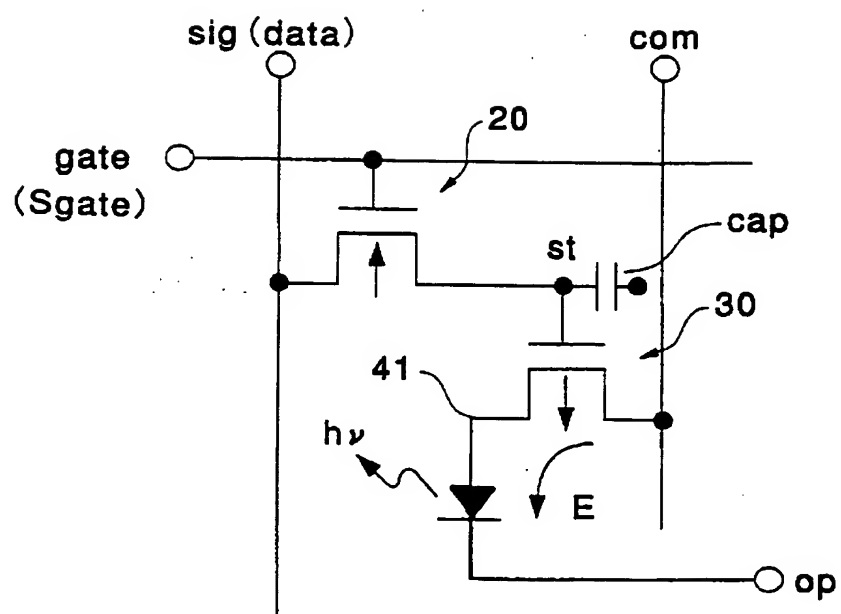 sig (data)
com
20
gate
(Sgate)
cap
st
30
41
hν
E
op